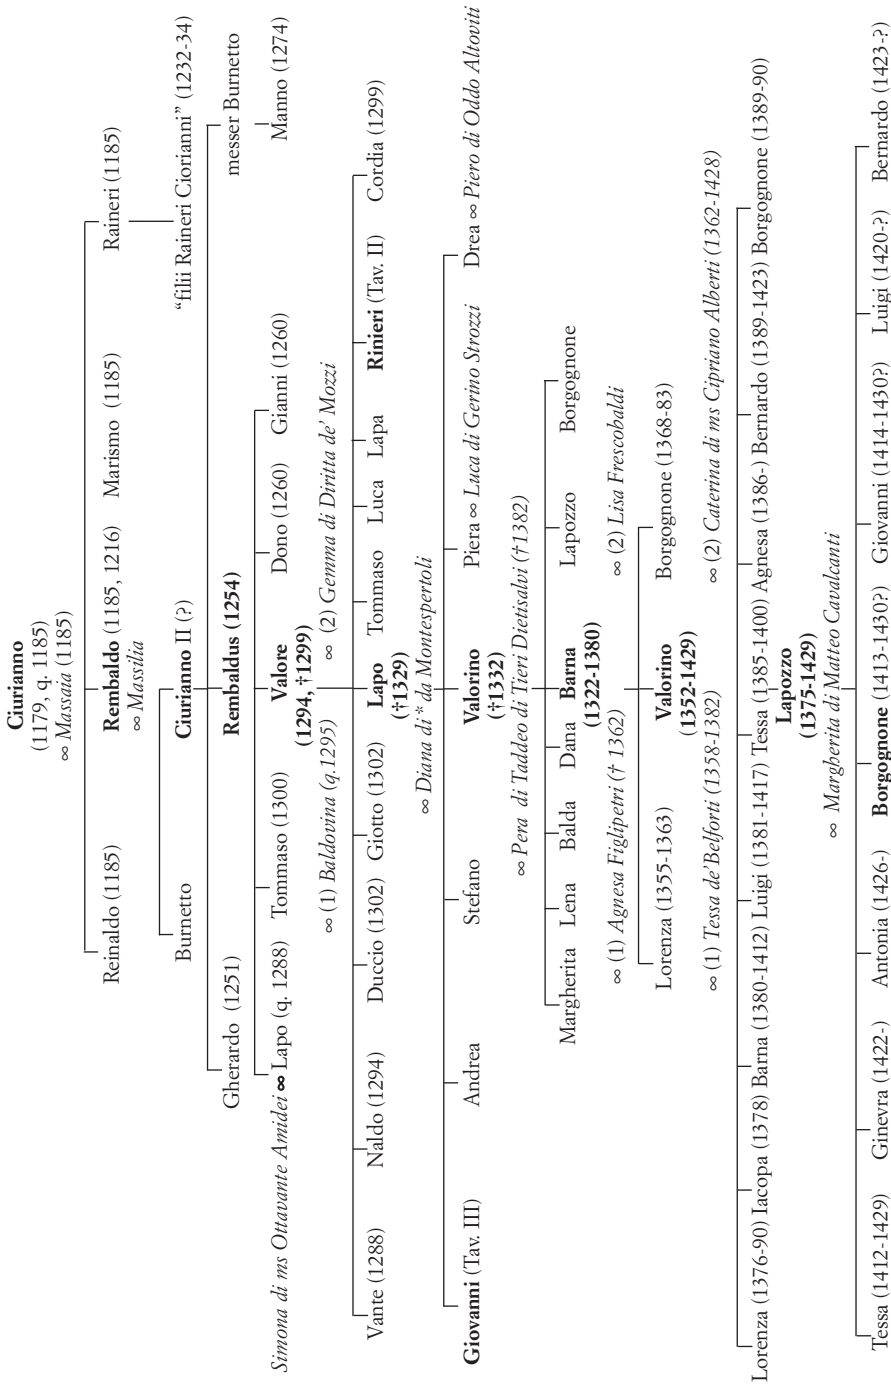 Ciurianno
(1179, q. 1185)
∞ Massaia (1185)
Reinaldo (1185) Rembaldo (1185, 1216) Marismo (1185) Raineri (1185)
∞ Massilia
Burnetto Ciurianno II (?) “filii Raineri Ciorianni” (1232-34)
Gherardo (1251) Rembaldus (1254) messer Burnetto
Simona di ms Ottavante Amidei ∞ Lapo (q. 1288) Tommaso (1300) Valore Dono (1260) Gianni (1260) Manno (1274)
(1294, †1299)
∞ (1) Baldovina (q.1295) ∞ (2) Gemma di Diritta de’ Mozzi
Vante (1288) Naldo (1294) Duccio (1302) Giotto (1302) Lapo Tommaso Luca Lapa Rinieri (Tav. II) Cordia (1299)
(†1329)
∞ Diana di * da Montespertoli
Giovanni (Tav. III) Andrea Stefano Valorino Piera ∞ Luca di Gerino Strozzi Drea ∞ Piero di Oddo Altoviti
(†1332)
∞ Pera di Taddeo di Tieri Dietisalvi (†1382)
Margherita Lena Balda Dana Barna Lapozzo Borgognone
(1322-1380)
∞ (1) Agnesa Figlipetri († 1362) ∞ (2) Lisa Frescobaldi
Lorenza (1355-1363) Valorino Borgognone (1368-83)
(1352-1429)
∞ (1) Tessa de’Belforti (1358-1382) ∞ (2) Caterina di ms Cipriano Alberti (1362-1428)
Lorenza (1376-90) Iacopa (1378) Barna (1380-1412) Luigi (1381-1417) Tessa (1385-1400) Agnesa (1386-) Bernardo (1389-1423) Borgognone (1389-90)
Lapozzo
(1375-1429)
∞ Margherita di Matteo Cavalcanti
Tessa (1412-1429) Ginevra (1422-) Antonia (1426-) Borgognone (1413-1430?) Giovanni (1414-1430?) Luigi (1420-?) Bernardo (1423-?)